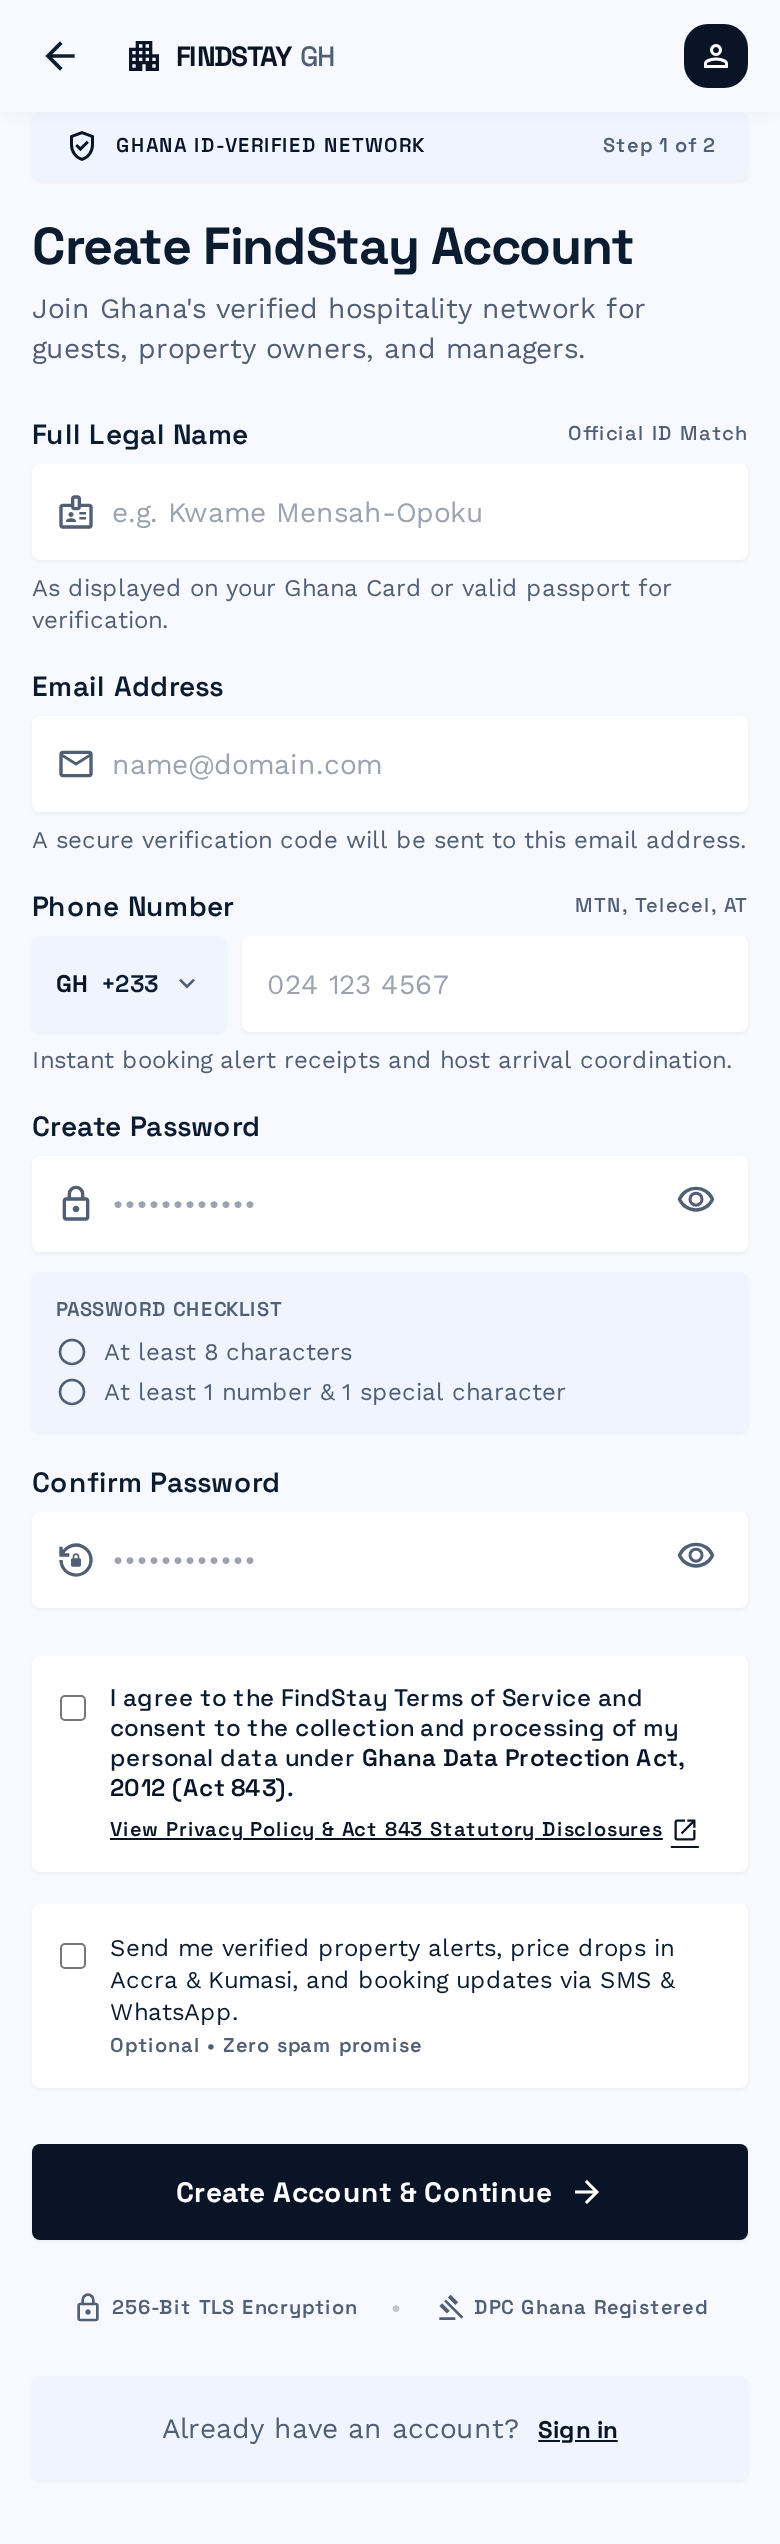 FINDSTAY GH
GHANA ID-VERIFIED NETWORK Step 1 of 2
Create FindStay Account
Join Ghana's verified hospitality network for
guests, property owners, and managers.
Full Legal Name Official ID Match
e.g. Kwame Mensah-Opoku
As displayed on your Ghana Card or valid passport for
verification.
Email Address
name@domain.com
A secure verification code will be sent to this email address.
Phone Number MTN, Telecel, AT
GH +233 024 123 4567
Instant booking alert receipts and host arrival coordination.
Create Password
••••••••••••
PASSWORD CHECKLIST
At least 8 characters
At least 1 number & 1 special character
Confirm Password
••••••••••••
I agree to the FindStay Terms of Service and
consent to the collection and processing of my
personal data under Ghana Data Protection Act,
2012 (Act 843).
View Privacy Policy & Act 843 Statutory Disclosures
Send me verified property alerts, price drops in
Accra & Kumasi, and booking updates via SMS &
WhatsApp.
Optional • Zero spam promise
Create Account & Continue
256-Bit TLS Encryption • DPC Ghana Registered
Already have an account? Sign in